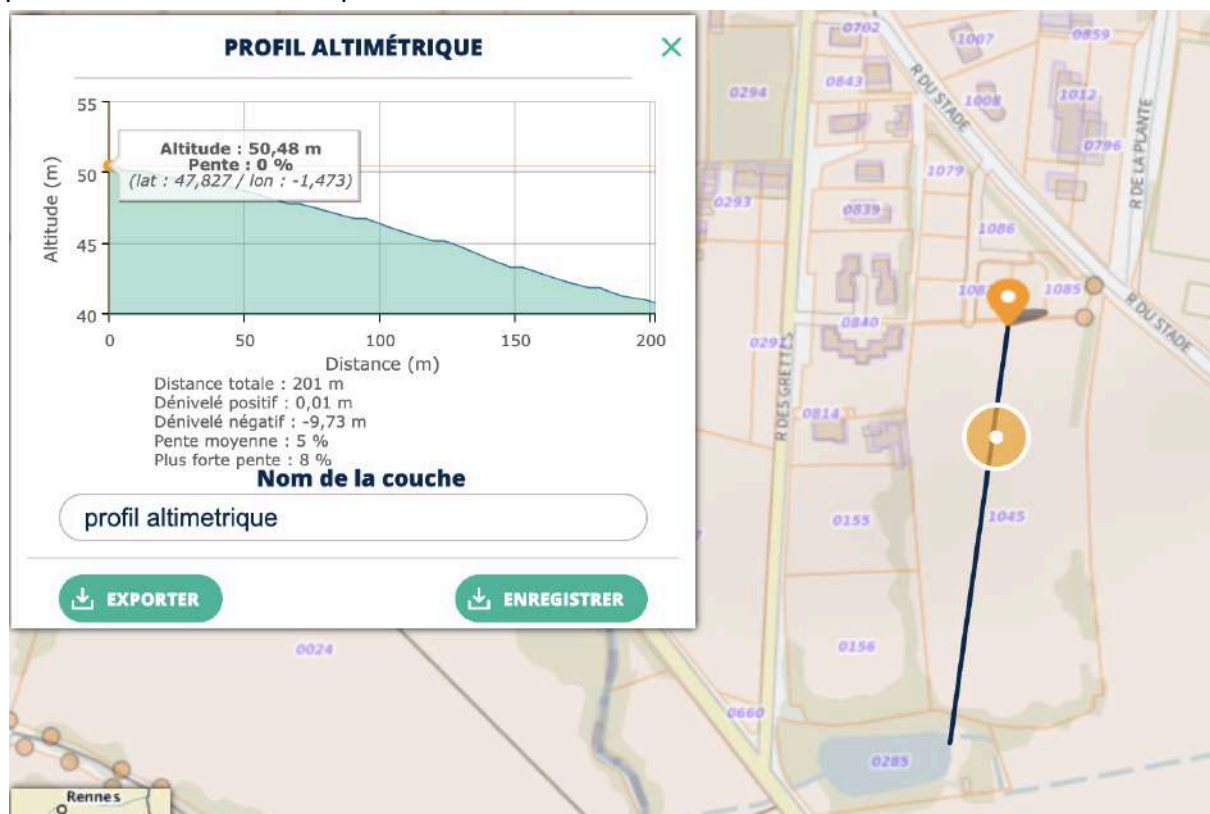 PROFIL ALTIMÉTRIQUE
55
50
45
40
Altitude (m)
Altitude : 50,48 m
Pente : 0 %
(lat : 47,827 / lon : -1,473)
0
50
100
150
200
Distance (m)
Distance totale : 201 m
Dénivelé positif : 0,01 m
Dénivelé négatif : -9,73 m
Pente moyenne : 5 %
Plus forte pente : 8 %
Nom de la couche
profil altimetrique
EXPORTER
ENREGISTRER
0702
1007
0859
0294
0843
R DU STADE
1008
1012
0796
R DE LA PLANTE
1079
0293
0839
1086
1085
0840
R DU STADE
0291
R DES GRETTES
0814
0155
1045
0024
0156
0660
0285
Rennes